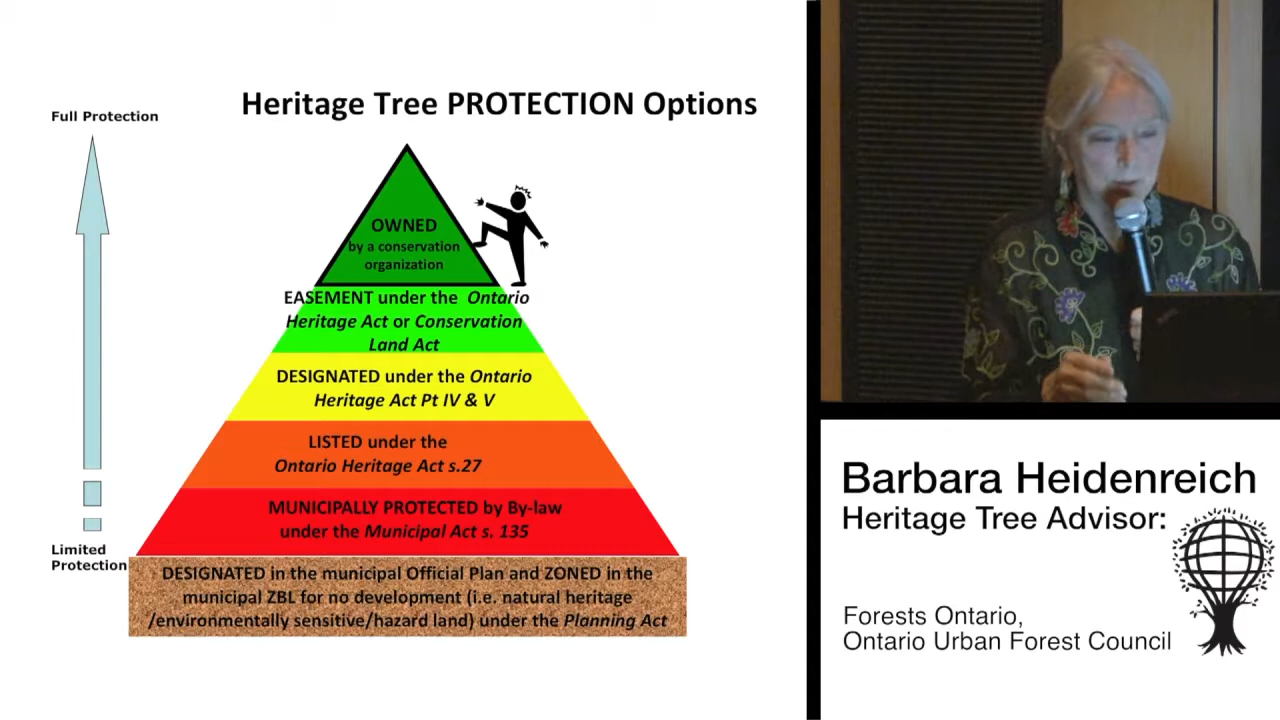 Heritage Tree PROTECTION Options
Full Protection
OWNED
by a conservation
organization
EASEMENT under the Ontario
Heritage Act or Conservation
Land Act
DESIGNATED under the Ontario
Heritage Act Pt IV & V
LISTED under the
Ontario Heritage Act s.27
MUNICIPALLY PROTECTED by By-law
under the Municipal Act s. 135
Limited
Protection
DESIGNATED in the municipal Official Plan and ZONED in the
municipal ZBL for no development (i.e. natural heritage
/environmentally sensitive/hazard land) under the Planning Act
Barbara Heidenreich
Heritage Tree Advisor:
Forests Ontario,
Ontario Urban Forest Council